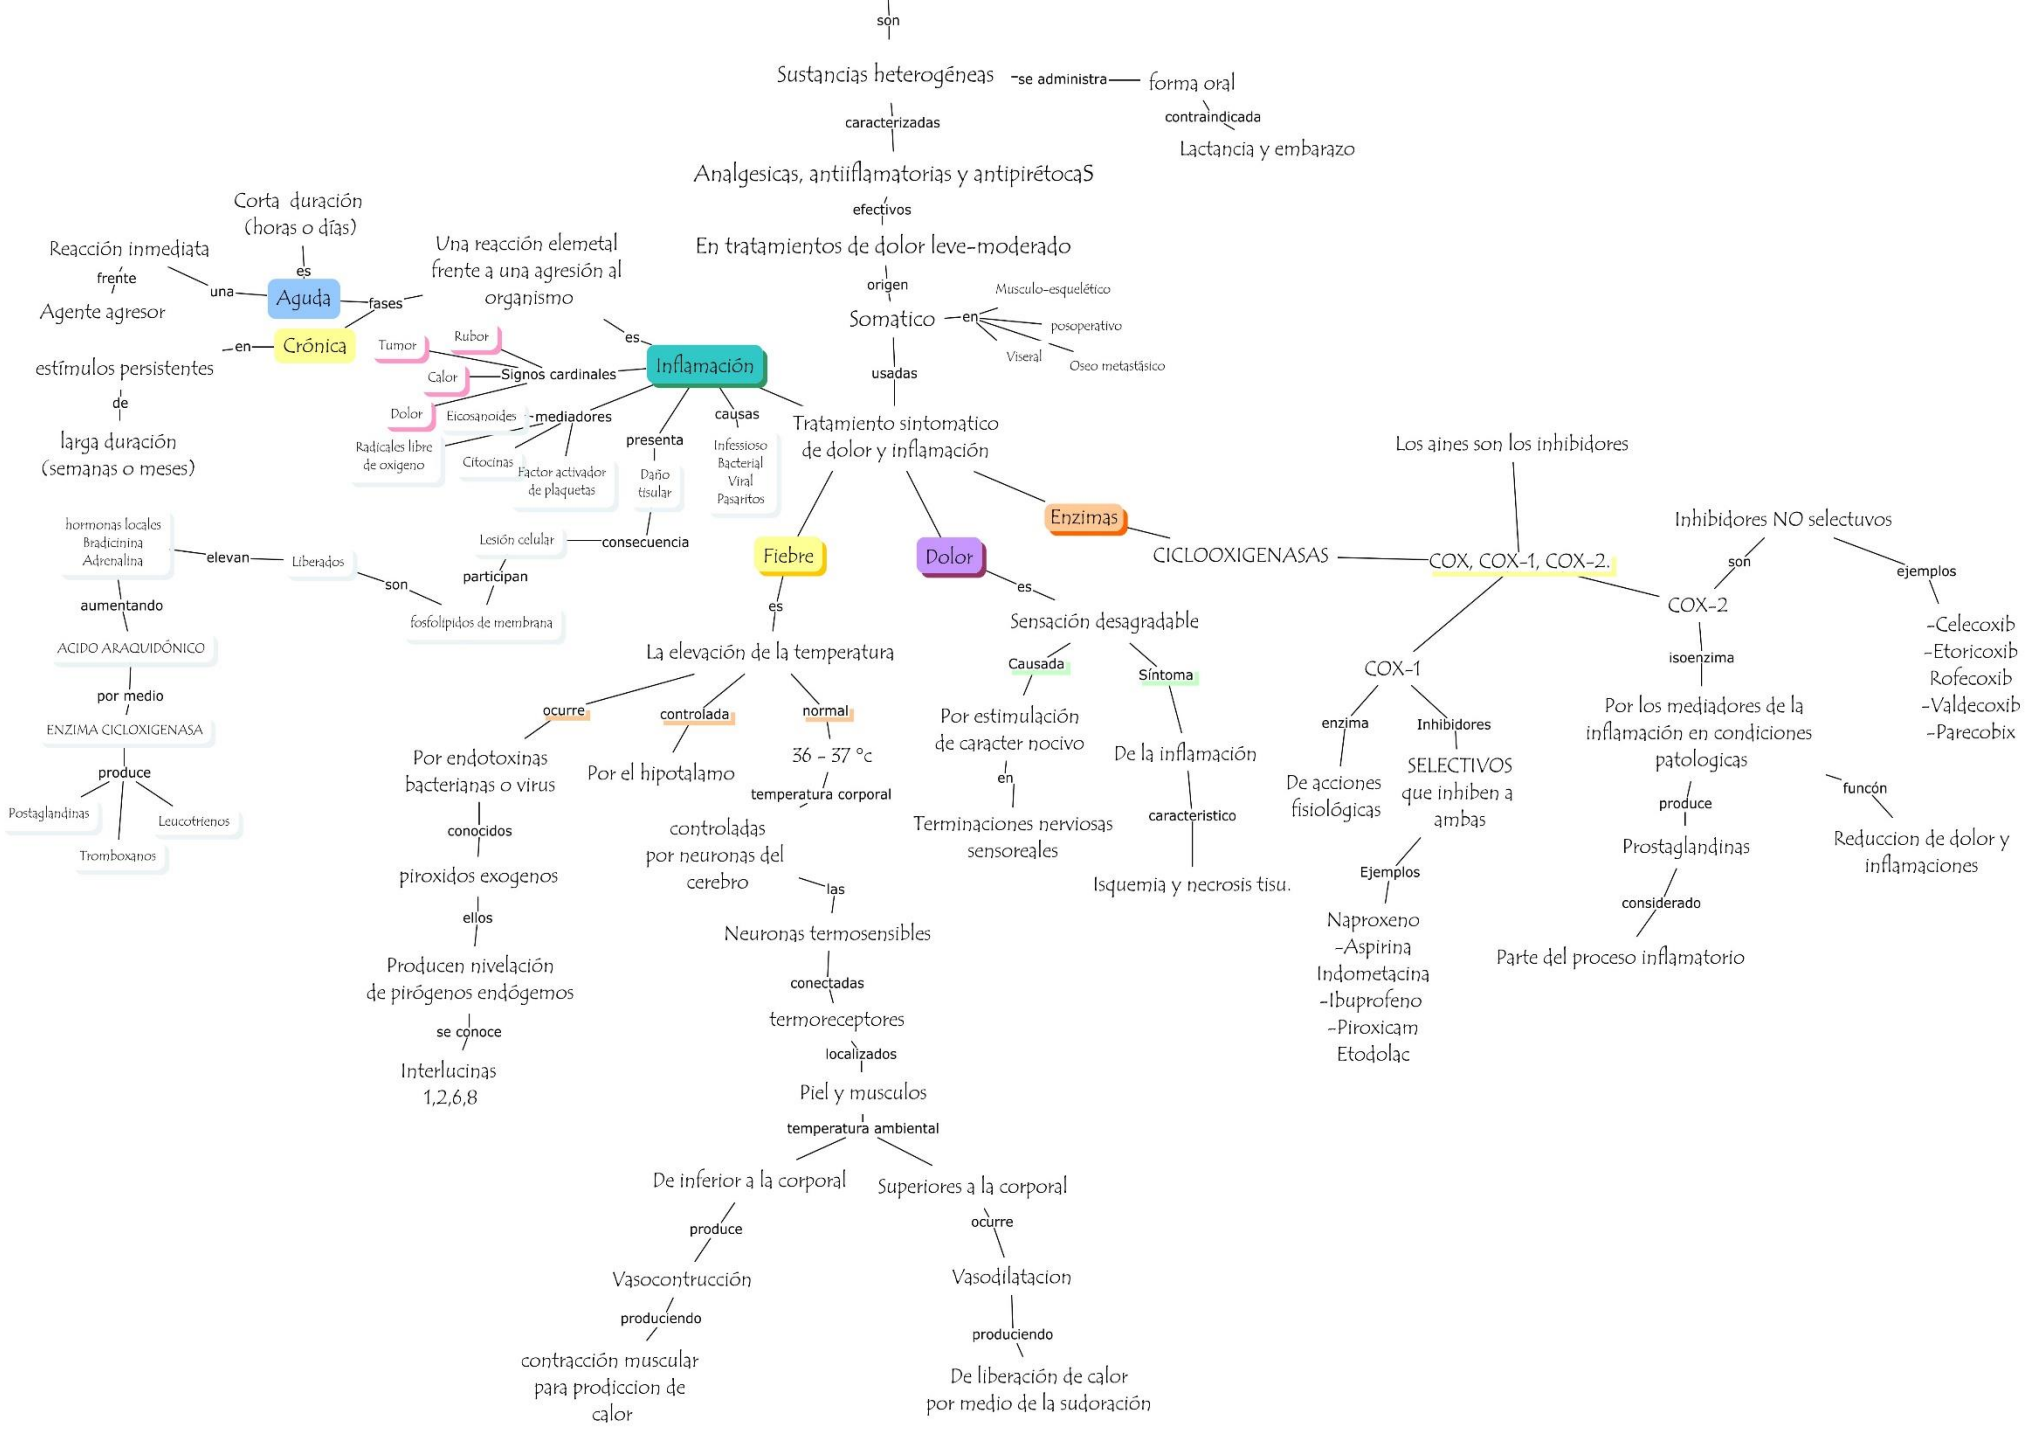 son
Sustancias heterogéneas
se administra
forma oral
contraindicada
Lactancia y embarazo
caracterizadas
Analgesicas, antiiflamatorias y antipirétocaS
efectivos
En tratamientos de dolor leve-moderado
origen
Somatico
en
Musculo-esquelético
posoperativo
Viseral
Oseo metastásico
usadas
Tratamiento sintomatico
de dolor y inflamación
Corta duración
(horas o días)
es
Reacción inmediata
frente
Agente agresor
una
Aguda
fases
Una reacción elemetal
frente a una agresión al
organismo
es
Crónica
en
estímulos persistentes
de
larga duración
(semanas o meses)
Inflamación
Signos cardinales
Rubor
Tumor
Calor
Dolor
mediadores
Eicosanoides
Radicales libre
de oxigeno
Citocinas
Factor activador
de plaquetas
presenta
Daño
tisular
causas
Infessioso
Bacterial
Viral
Pasaritos
consecuencia
Lesión celular
participan
fosfolípidos de membrana
son
Liberados
elevan
hormonas locales
Bradicinina
Adrenalina
aumentando
ACIDO ARAQUIDÓNICO
por medio
ENZIMA CICLOXIGENASA
produce
Postaglandinas
Tromboxanos
Leucotrienos
Fiebre
es
La elevación de la temperatura
ocurre
controlada
normal
Por endotoxinas
bacterianas o virus
conocidos
piroxidos exogenos
ellos
Producen nivelación
de pirógenos endógemos
se conoce
Interlucinas
1,2,6,8
Por el hipotalamo
36 - 37 °c
temperatura corporal
controladas
por neuronas del
cerebro
las
Neuronas termosensibles
conectadas
termoreceptores
localizados
Piel y musculos
temperatura ambiental
De inferior a la corporal
produce
Vasocontrucción
produciendo
contracción muscular
para prodiccion de
calor
Superiores a la corporal
ocurre
Vasodilatacion
produciendo
De liberación de calor
por medio de la sudoración
Dolor
es
Sensación desagradable
Causada
Por estimulación
de caracter nocivo
en
Terminaciones nerviosas
sensoreales
Síntoma
De la inflamación
caracteristico
Isquemia y necrosis tisu.
Enzimas
CICLOOXIGENASAS
Los aines son los inhibidores
COX, COX-1, COX-2.
COX-1
enzima
De acciones
fisiológicas
Inhibidores
SELECTIVOS
que inhiben a
ambas
Ejemplos
Naproxeno
-Aspirina
Indometacina
-Ibuprofeno
-Piroxicam
Etodolac
Inhibidores NO selectuvos
son
COX-2
ejemplos
-Celecoxib
-Etoricoxib
Rofecoxib
-Valdecoxib
-Parecobix
isoenzima
Por los mediadores de la
inflamación en condiciones
patologicas
produce
Prostaglandinas
considerado
Parte del proceso inflamatorio
funcón
Reduccion de dolor y
inflamaciones